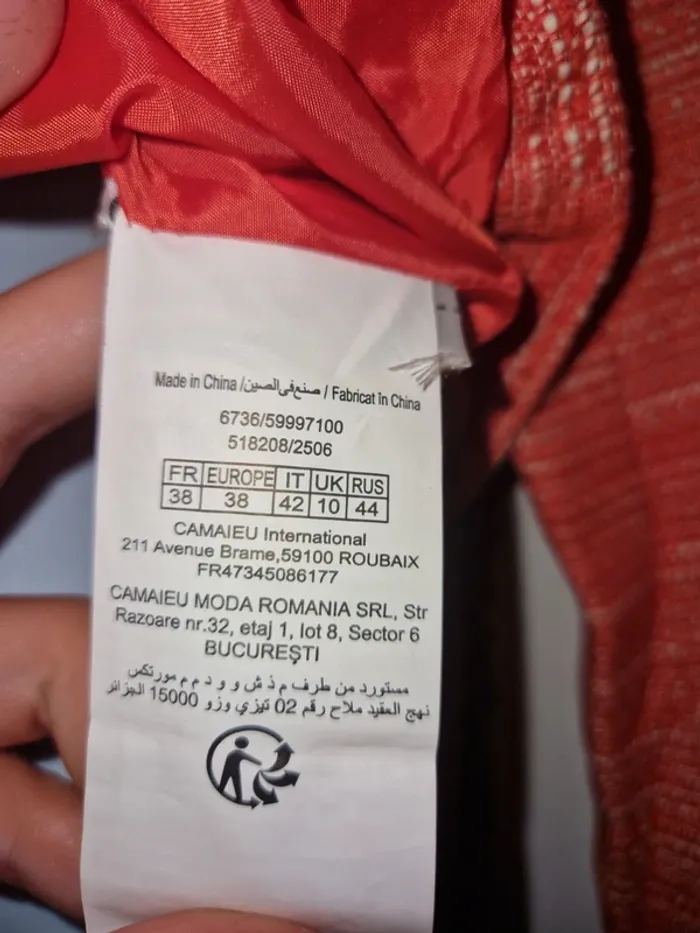 Made in China /صنع في الصين / Fabricat în China
6736/59997100
518208/2506
FR EUROPE IT UK RUS
38 38 42 10 44
CAMAIEU International
211 Avenue Brame,59100 ROUBAIX
FR47345086177
CAMAIEU MODA ROMANIA SRL, Str
Razoare nr.32, etaj 1, lot 8, Sector 6
BUCUREŞTI
مستورد من طرف م ذ ش و و د م م مورتكس
نهج العقيد ملاح رقم 02 تيزي وزو 15000 الجزائر